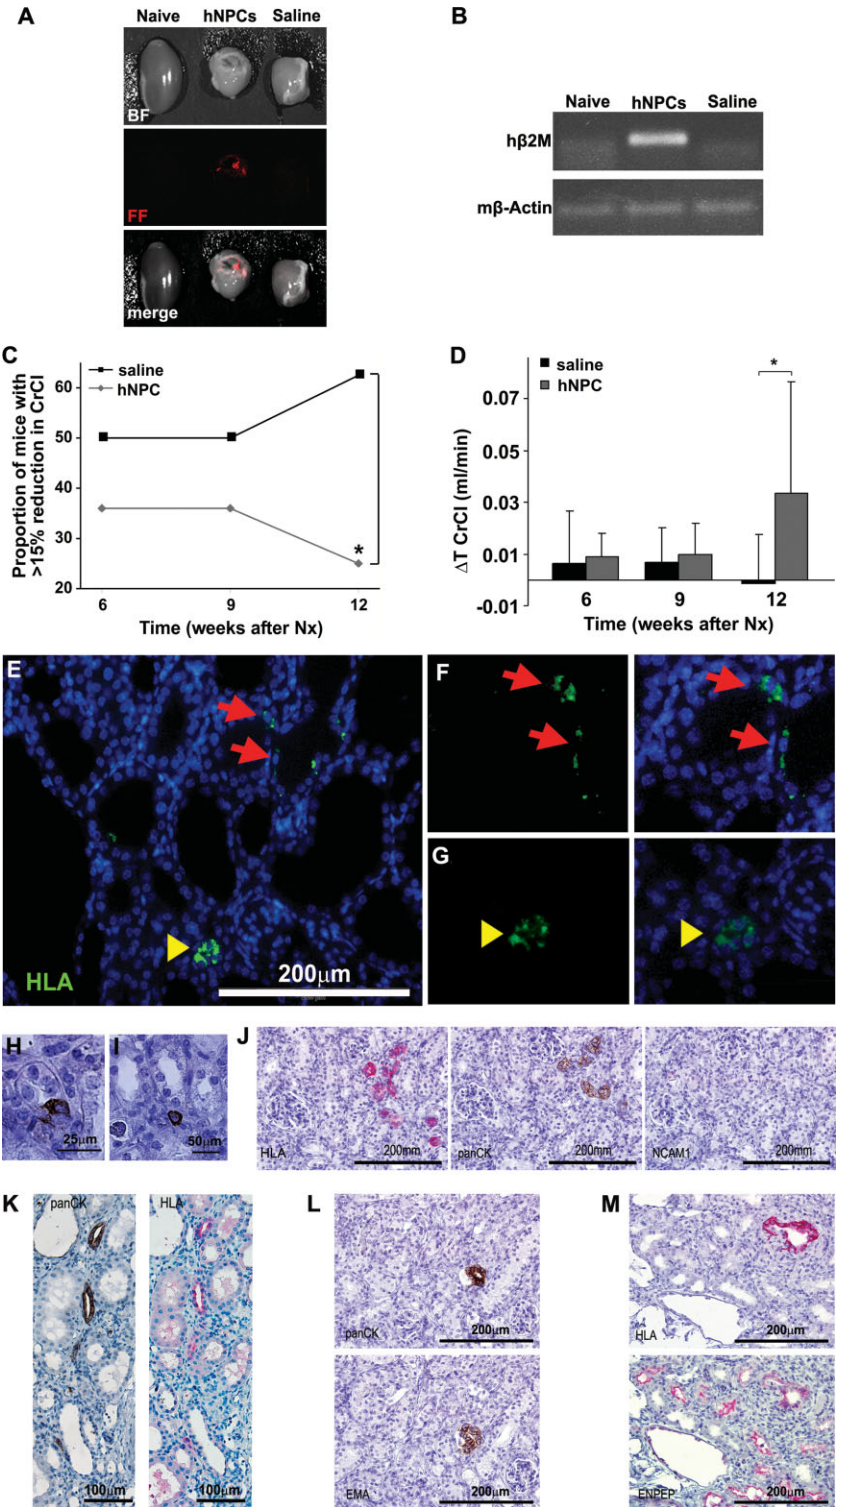 A
Naive hNPCs Saline
BF
FF
merge
B
Naive hNPCs Saline
hβ2M
mβ-Actin
C
saline
hNPC
Proportion of mice with
>15% reduction in CrCl
60
50
40
30
20
6 9 12
*
Time (weeks after Nx)
D
saline
hNPC
*
ΔT CrCl (ml/min)
0.07
0.05
0.03
0.01
-0.01
6 9 12
Time (weeks after Nx)
E
HLA
200μm
F
G
H
25μm
I
50μm
J
HLA
200mm
panCK
200mm
NCAM1
200mm
K
panCK
100μm
HLA
100μm
L
panCK
200μm
EMA
200μm
M
HLA
200μm
ENPEP
200μm